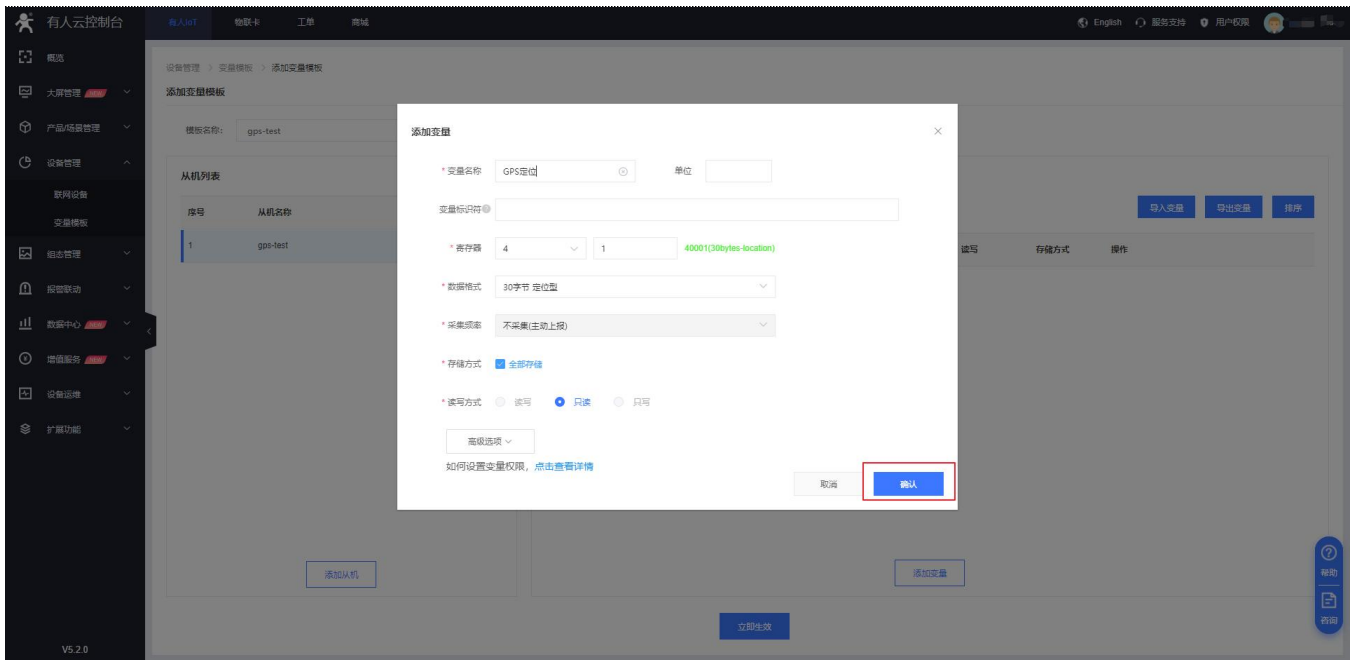 有人云控制台
有人IoT 物联卡 工单 商城
English 服务支持 用户权限
概览
大屏管理 NEW
产品/场景管理
设备管理
联网设备
变量模板
组态管理
报警联动
数据中心 NEW
增值服务 NEW
设备运维
扩展功能
V5.2.0
设备管理 > 变量模板 > 添加变量模板
添加变量模板
模板名称: gps-test
从机列表
序号 从机名称
1 gps-test
添加从机
导入变量 导出变量 排序
读写 存储方式 操作
添加变量
* 变量名称 GPS定位 单位
变量标识符
* 寄存器 4 1 40001(30bytes-location)
* 数据格式 30字节 定位型
* 采集频率 不采集(主动上报)
* 存储方式 全部存储
* 读写方式 读写 只读 只写
高级选项
如何设置变量权限，点击查看详情
取消 确认
添加变量
立即生效
帮助
咨询